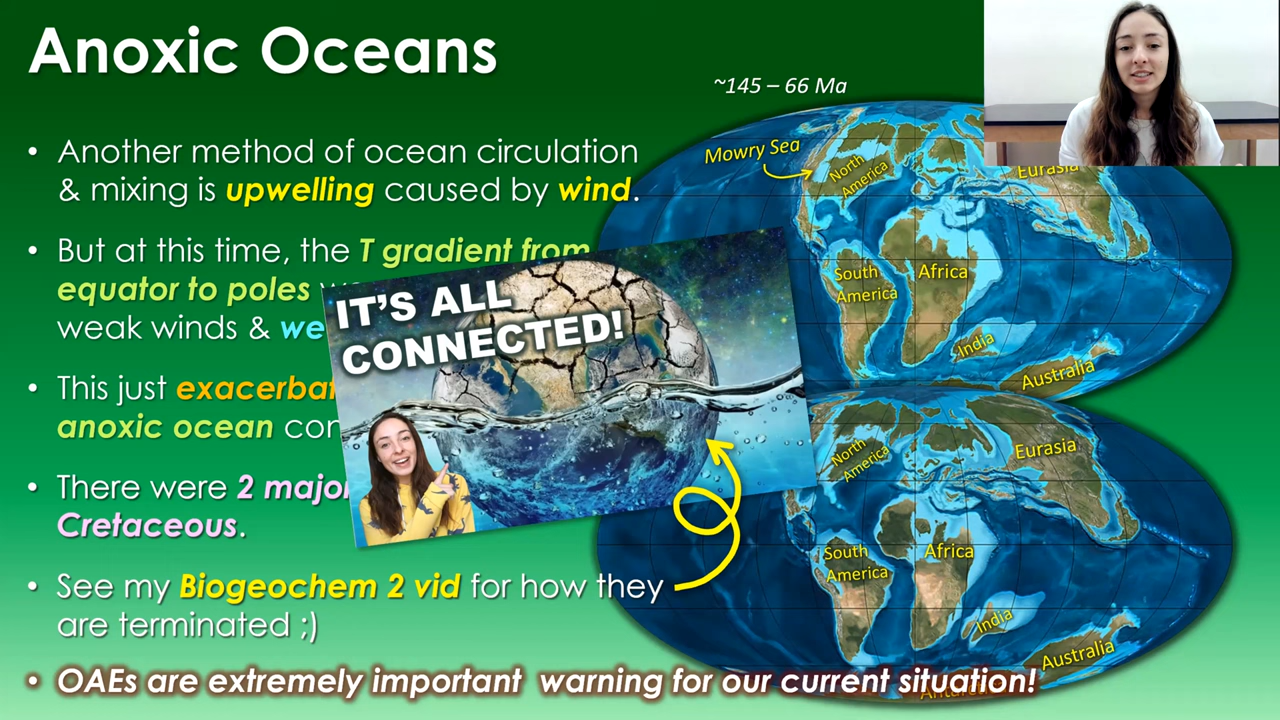 Anoxic Oceans
~145 – 66 Ma
• Another method of ocean circulation
& mixing is upwelling caused by wind.
• But at this time, the T gradient from
equator to poles
weak winds & we
• This just exacerbat
anoxic ocean con
• There were 2 major
Cretaceous.
• See my Biogeochem 2 vid for how they
are terminated ;)
• OAEs are extremely important  warning for our current situation!
IT'S ALL
CONNECTED!
Mowry Sea
North
America
Eurasia
South
America
Africa
India
Australia
North
America
Eurasia
South
America
Africa
India
Australia